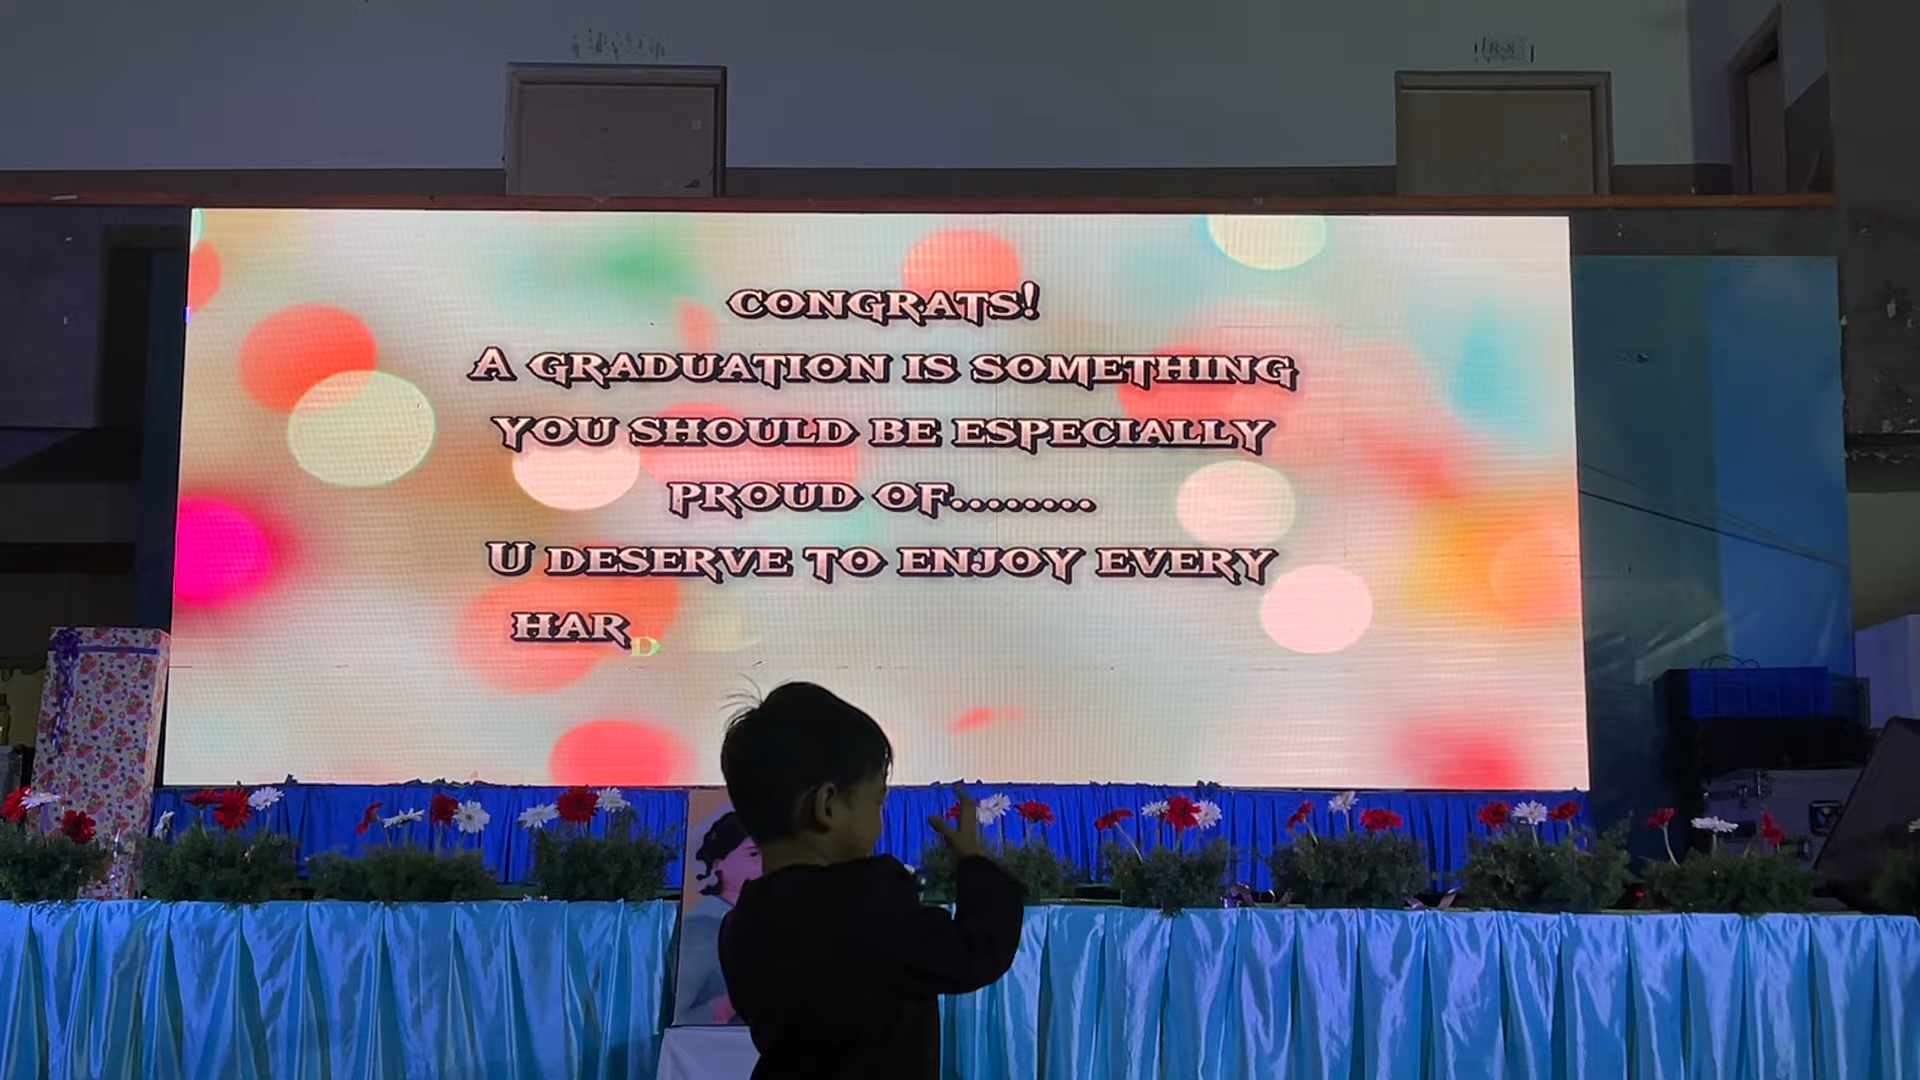 CONGRATS!
A GRADUATION IS SOMETHING
YOU SHOULD BE ESPECIALLY
PROUD OF........
U DESERVE TO ENJOY EVERY
HARD